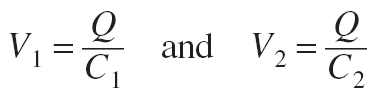 V₁ = Q/C₁ and V₂ = Q/C₂